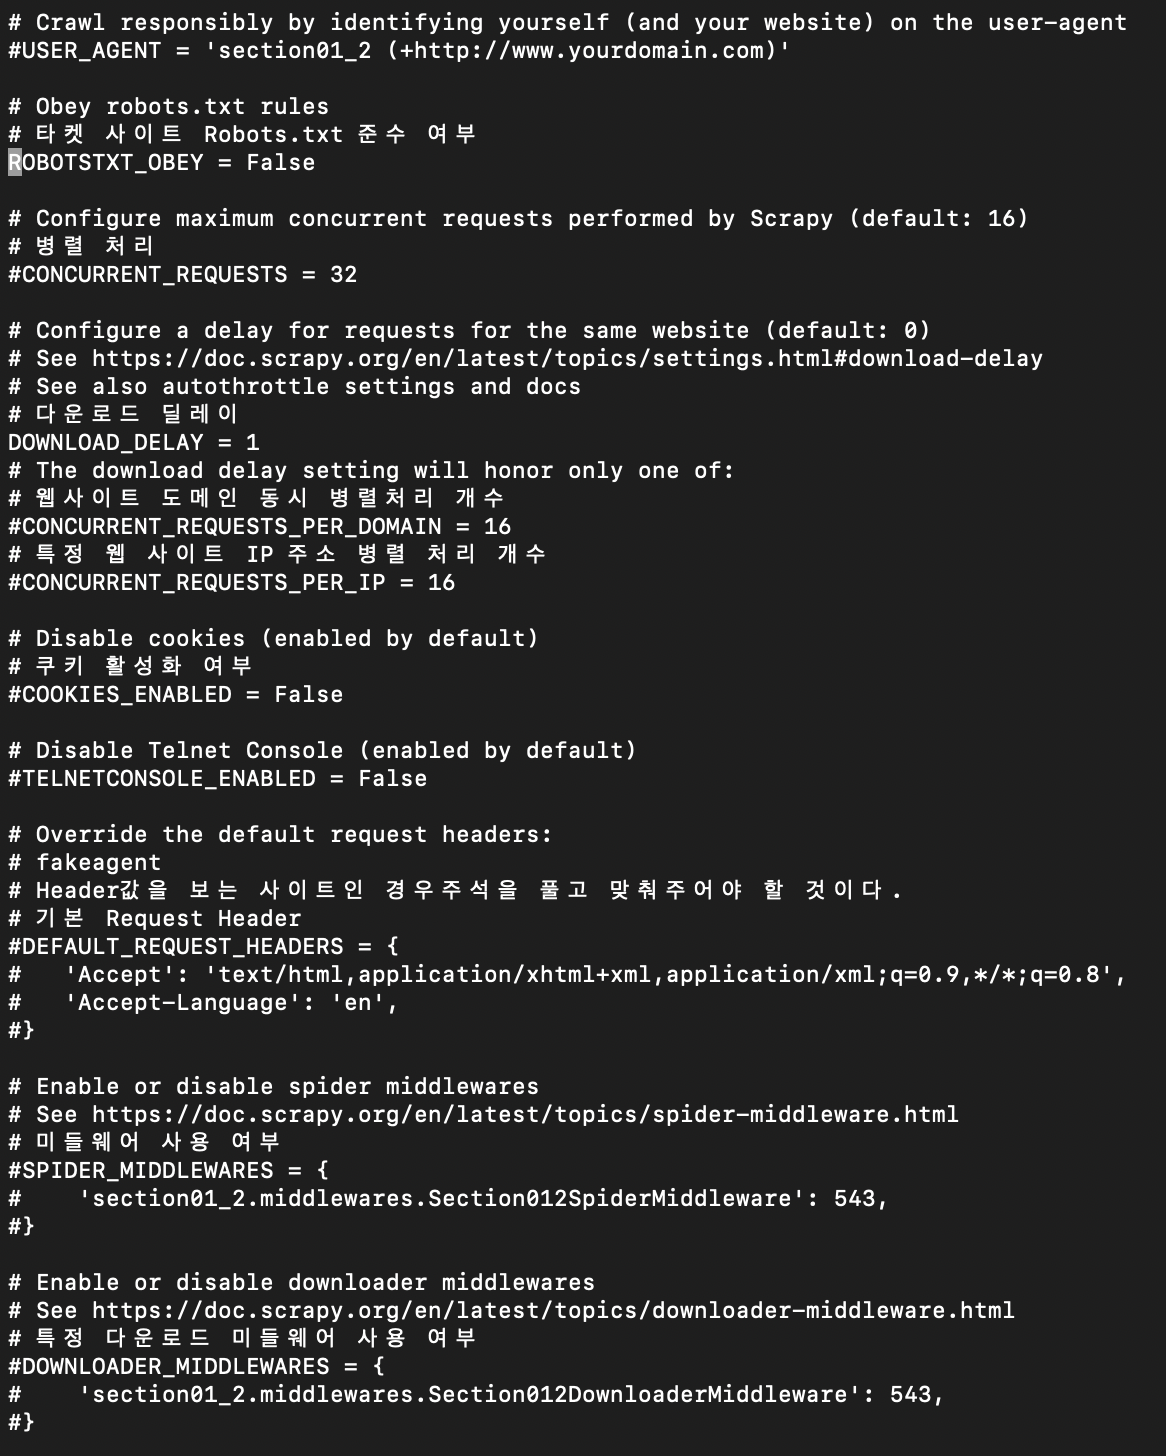 # Crawl responsibly by identifying yourself (and your website) on the user-agent
#USER_AGENT = 'section01_2 (+http://www.yourdomain.com)'
# Obey robots.txt rules
# 타켓 사이트 Robots.txt 준수 여부
ROBOTSTXT_OBEY = False
# Configure maximum concurrent requests performed by Scrapy (default: 16)
# 병렬 처리
#CONCURRENT_REQUESTS = 32
# Configure a delay for requests for the same website (default: 0)
# See https://doc.scrapy.org/en/latest/topics/settings.html#download-delay
# See also autothrottle settings and docs
# 다운로드 딜레이
DOWNLOAD_DELAY = 1
# The download delay setting will honor only one of:
# 웹사이트 도메인 동시 병렬처리 개수
#CONCURRENT_REQUESTS_PER_DOMAIN = 16
# 특정 웹 사이트 IP 주소 병렬 처리 개수
#CONCURRENT_REQUESTS_PER_IP = 16
# Disable cookies (enabled by default)
# 쿠키 활성화 여부
#COOKIES_ENABLED = False
# Disable Telnet Console (enabled by default)
#TELNETCONSOLE_ENABLED = False
# Override the default request headers:
# fakeagent
# Header값을 보는 사이트인 경우주석을 풀고 맞춰주어야 할 것이다.
# 기본 Request Header
#DEFAULT_REQUEST_HEADERS = {
#   'Accept': 'text/html,application/xhtml+xml,application/xml;q=0.9,*/*;q=0.8',
#   'Accept-Language': 'en',
#}
# Enable or disable spider middlewares
# See https://doc.scrapy.org/en/latest/topics/spider-middleware.html
# 미들웨어 사용 여부
#SPIDER_MIDDLEWARES = {
#    'section01_2.middlewares.Section012SpiderMiddleware': 543,
#}
# Enable or disable downloader middlewares
# See https://doc.scrapy.org/en/latest/topics/downloader-middleware.html
# 특정 다운로드 미들웨어 사용 여부
#DOWNLOADER_MIDDLEWARES = {
#    'section01_2.middlewares.Section012DownloaderMiddleware': 543,
#}